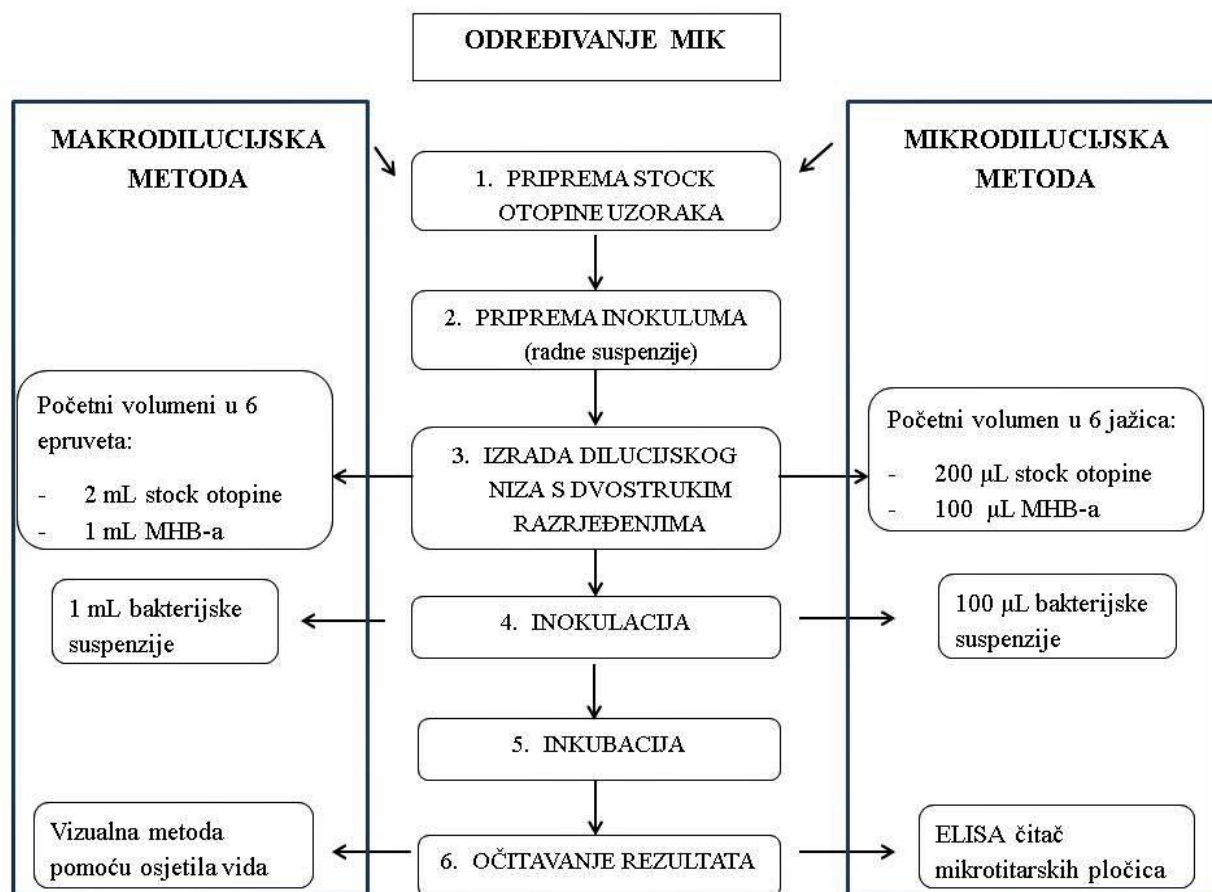 ODREĐIVANJE MIK
MAKRODILUCIJSKA
METODA
MIKRODILUCIJSKA
METODA
1. PRIPREMA STOCK
OTOPINE UZORAKA
2. PRIPREMA INOKULUMA
(radne suspenzije)
Početni volumeni u 6
epruveta:
- 2 mL stock otopine
- 1 mL MHB-a
3. IZRADA DILUCIJSKOG
NIZA S DVOSTRUKIM
RAZRJEĐENJIMA
Početni volumen u 6 jažica:
- 200 µL stock otopine
- 100 µL MHB-a
1 mL bakterijske
suspenzije
4. INOKULACIJA
100 µL bakterijske
suspenzije
5. INKUBACIJA
Vizualna metoda
pomoću osjetila vida
6. OČITAVANJE REZULTATA
ELISA čitač
mikrotitarskih pločica